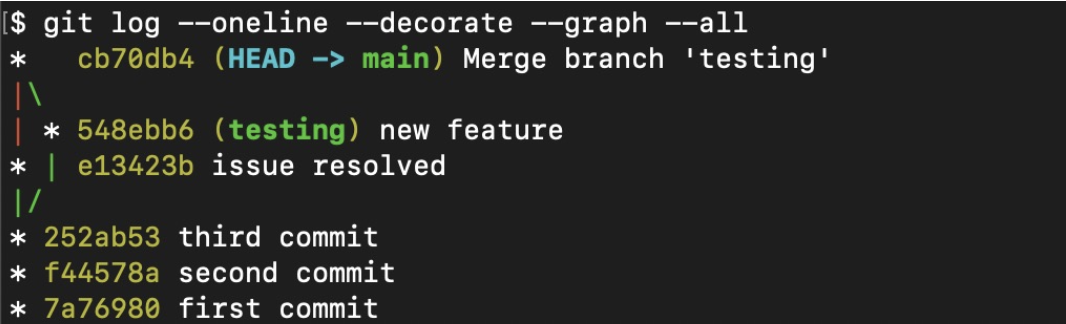 [$ git log --oneline --decorate --graph --all
*   cb70db4 (HEAD -> main) Merge branch 'testing'
|\
| * 548ebb6 (testing) new feature
* | e13423b issue resolved
|/
* 252ab53 third commit
* f44578a second commit
* 7a76980 first commit